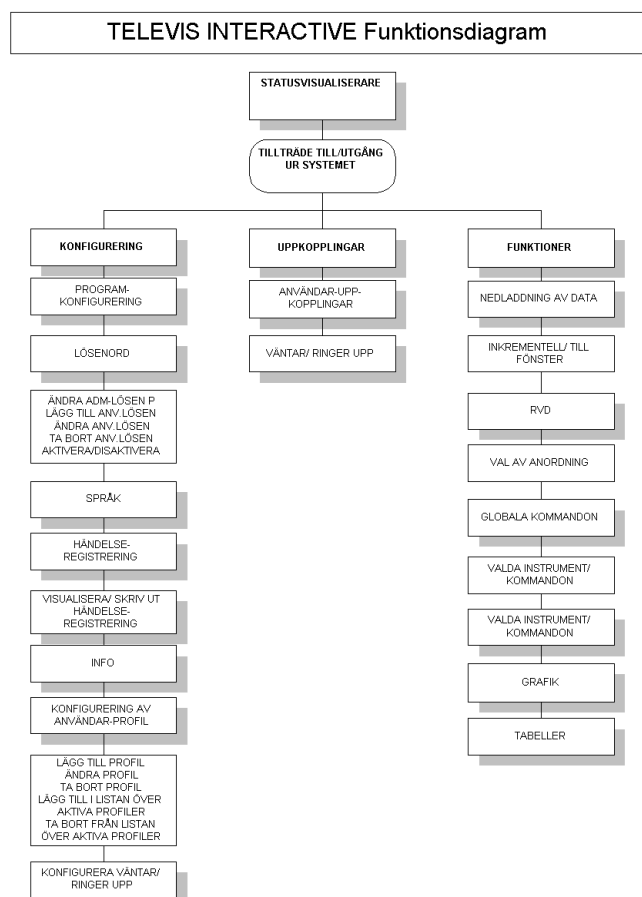 TELEVIS INTERACTIVE Funktionsdiagram
STATUSVISUALISERARE
TILLTRÄDE TILL/UTGÅNG
UR SYSTEMET
KONFIGURERING
PROGRAM-
KONFIGURERING
LÖSENORD
ÄNDRA ADM-LÖSEN P
LÄGG TILL ANV.LÖSEN
ÄNDRA ANV.LÖSEN
TA BORT ANV.LÖSEN
AKTIVERA/DISAKTIVERA
SPRÅK
HÄNDELSE-
REGISTRERING
VISUALISERA/ SKRIV UT
HÄNDELSE-
REGISTRERING
INFO
KONFIGURERING AV
ANVÄNDAR-PROFIL
LÄGG TILL PROFIL
ÄNDRA PROFIL
TA BORT PROFIL
LÄGG TILL I LISTAN ÖVER
AKTIVA PROFILER
TA BORT FRÅN LISTAN
ÖVER AKTIVA PROFILER
KONFIGURERA VÄNTAR/
RINGER UPP
UPPKOPPLINGAR
ANVÄNDAR-UPP-
KOPPLINGAR
VÄNTAR/ RINGER UPP
FUNKTIONER
NEDLADDNING AV DATA
INKREMENTELL/ TILL
FÖNSTER
RVD
VAL AV ANORDNING
GLOBALA KOMMANDON
VALDA INSTRUMENT/
KOMMANDON
VALDA INSTRUMENT/
KOMMANDON
GRAFIK
TABELLER